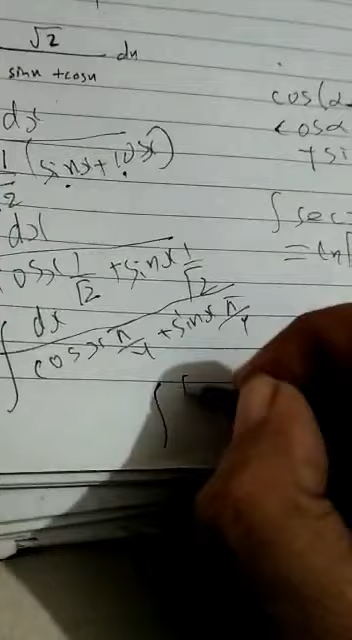 √2
sinx + cosx dx
cos(α
dx
cosα
1/√2 (sinx + cosx)
+ si
dx
∫ sec x
cosx 1/√2 + sinx 1/√2
= ln|
∫ dx
cosx π/4 + sinx π/4
∫